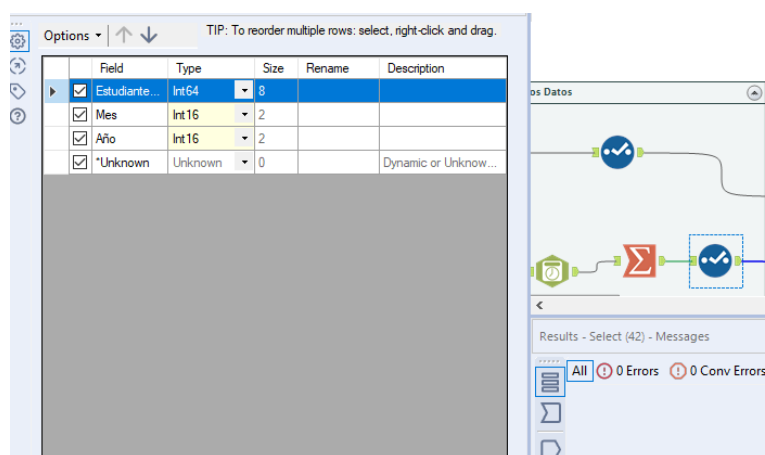 Options TIP: To reorder multiple rows: select, right-click and drag.
Field Type Size Rename Description
Estudiante... Int64 8
Mes Int16 2
Año Int16 2
*Unknown Unknown 0 Dynamic or Unknow...
os Datos
Results - Select (42) - Messages
All 0 Errors 0 Conv Errors